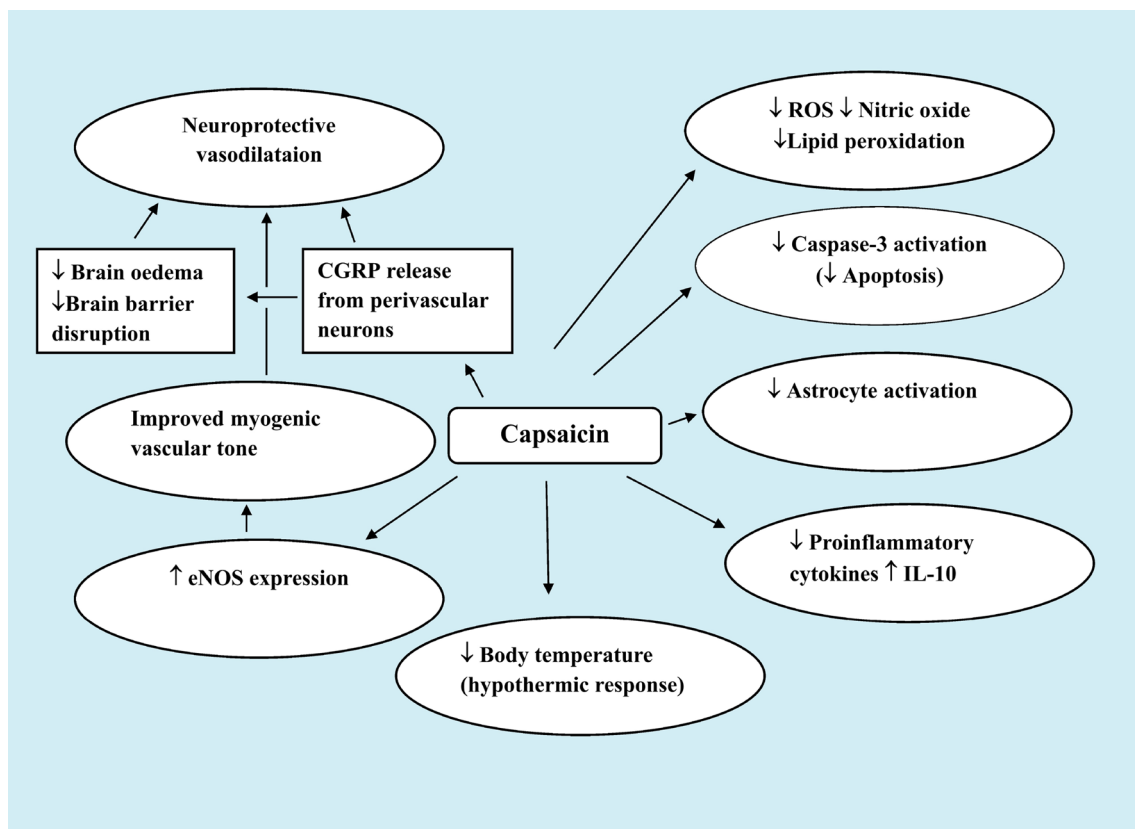 Neuroprotective
vasodilataion
↓ ROS ↓ Nitric oxide
↓Lipid peroxidation
↓ Brain oedema
↓Brain barrier
disruption
CGRP release
from perivascular
neurons
↓ Caspase-3 activation
(↓ Apoptosis)
Improved myogenic
vascular tone
Capsaicin
↓ Astrocyte activation
↑ eNOS expression
↓ Proinflammatory
cytokines ↑ IL-10
↓ Body temperature
(hypothermic response)